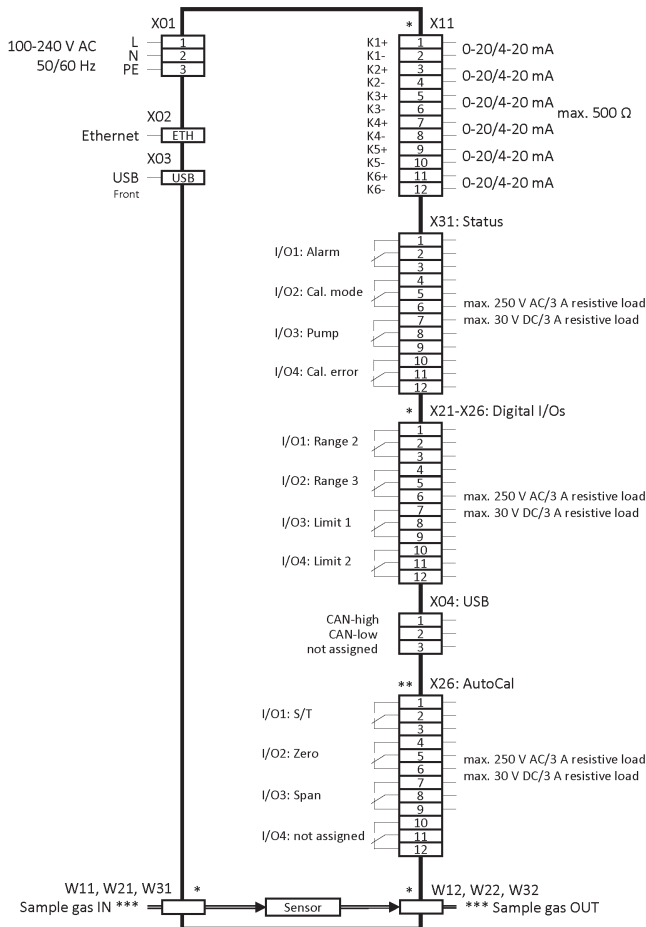 X01
100-240 V AC
50/60 Hz
L 1
N 2
PE 3
X02
Ethernet ETH
X03
USB USB
Front
* X11
K1+ 1
K1- 2
K2+ 3
K2- 4
K3+ 5
K3- 6
K4+ 7
K4- 8
K5+ 9
K5- 10
K6+ 11
K6- 12
0-20/4-20 mA
0-20/4-20 mA
0-20/4-20 mA
0-20/4-20 mA
0-20/4-20 mA
0-20/4-20 mA
max. 500 Ω
X31: Status
1
I/O1: Alarm 2
3
4
I/O2: Cal. mode 5
6 max. 250 V AC/3 A resistive load
7 max. 30 V DC/3 A resistive load
I/O3: Pump 8
9
10
I/O4: Cal. error 11
12
* X21-X26: Digital I/Os
1
I/O1: Range 2 2
3
4
I/O2: Range 3 5
6 max. 250 V AC/3 A resistive load
7 max. 30 V DC/3 A resistive load
I/O3: Limit 1 8
9
10
I/O4: Limit 2 11
12
X04: USB
CAN-high 1
CAN-low 2
not assigned 3
** X26: AutoCal
1
I/O1: S/T 2
3
4
I/O2: Zero 5
6 max. 250 V AC/3 A resistive load
7 max. 30 V DC/3 A resistive load
I/O3: Span 8
9
10
I/O4: not assigned 11
12
W11, W21, W31 *
Sample gas IN ***
Sensor
* W12, W22, W32
*** Sample gas OUT